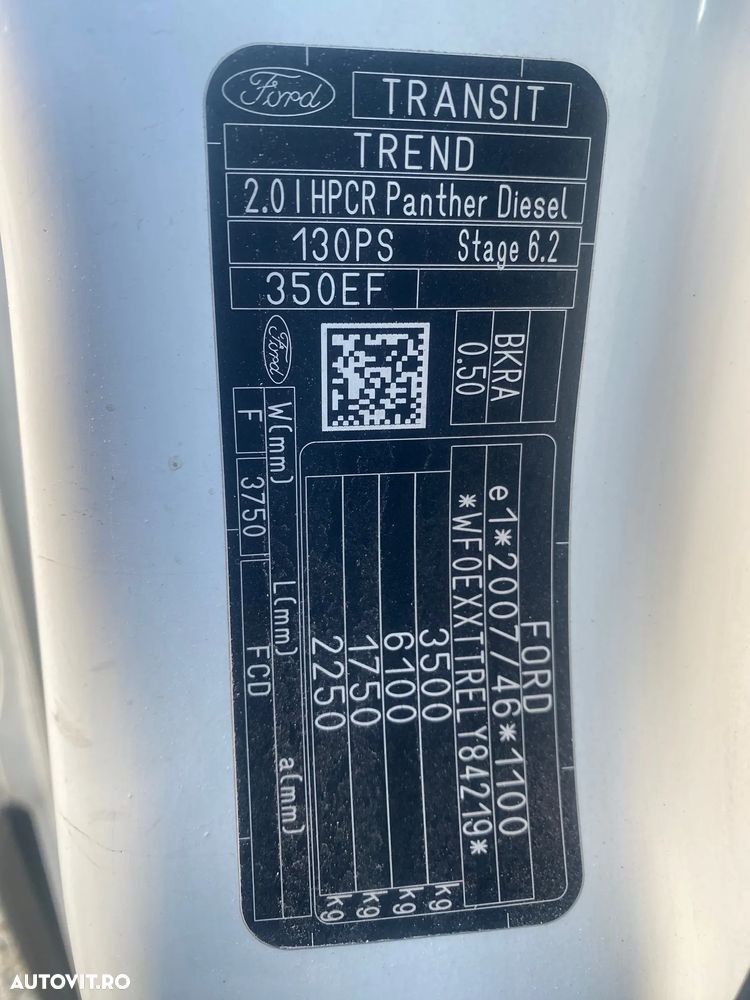 Ford
TRANSIT
TREND
2.0l HPCR Panther Diesel
130PS Stage 6.2
350EF
Ford
BKRA
0.50
FORD
e1*2007/46*1100
*WF0EXXTTRELY84219*
3500 kg
6100 kg
1750 kg
2250 kg
W(mm) L(mm) a(mm)
F 3750 FCD
AUTOVIT.RO